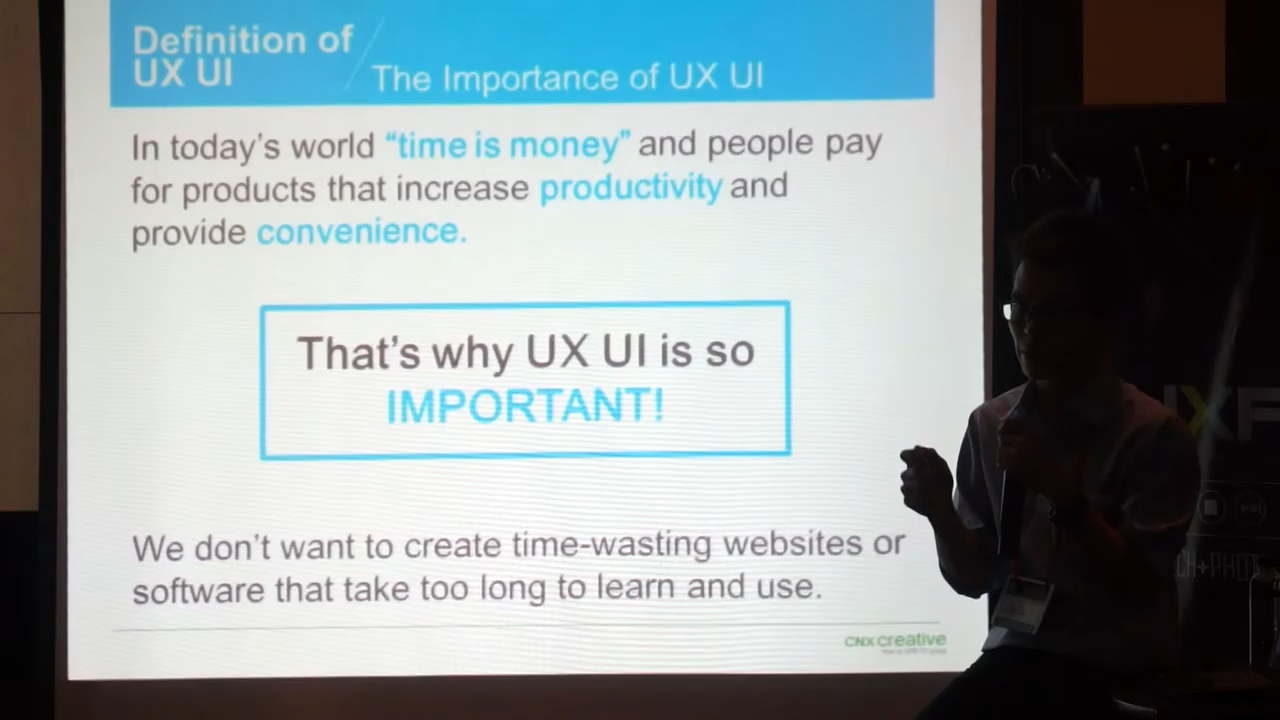 Definition of
UX UI
The Importance of UX UI
In today's world “time is money” and people pay
for products that increase productivity and
provide convenience.
That's why UX UI is so
IMPORTANT!
We don't want to create time-wasting websites or
software that take too long to learn and use.
CNX creative